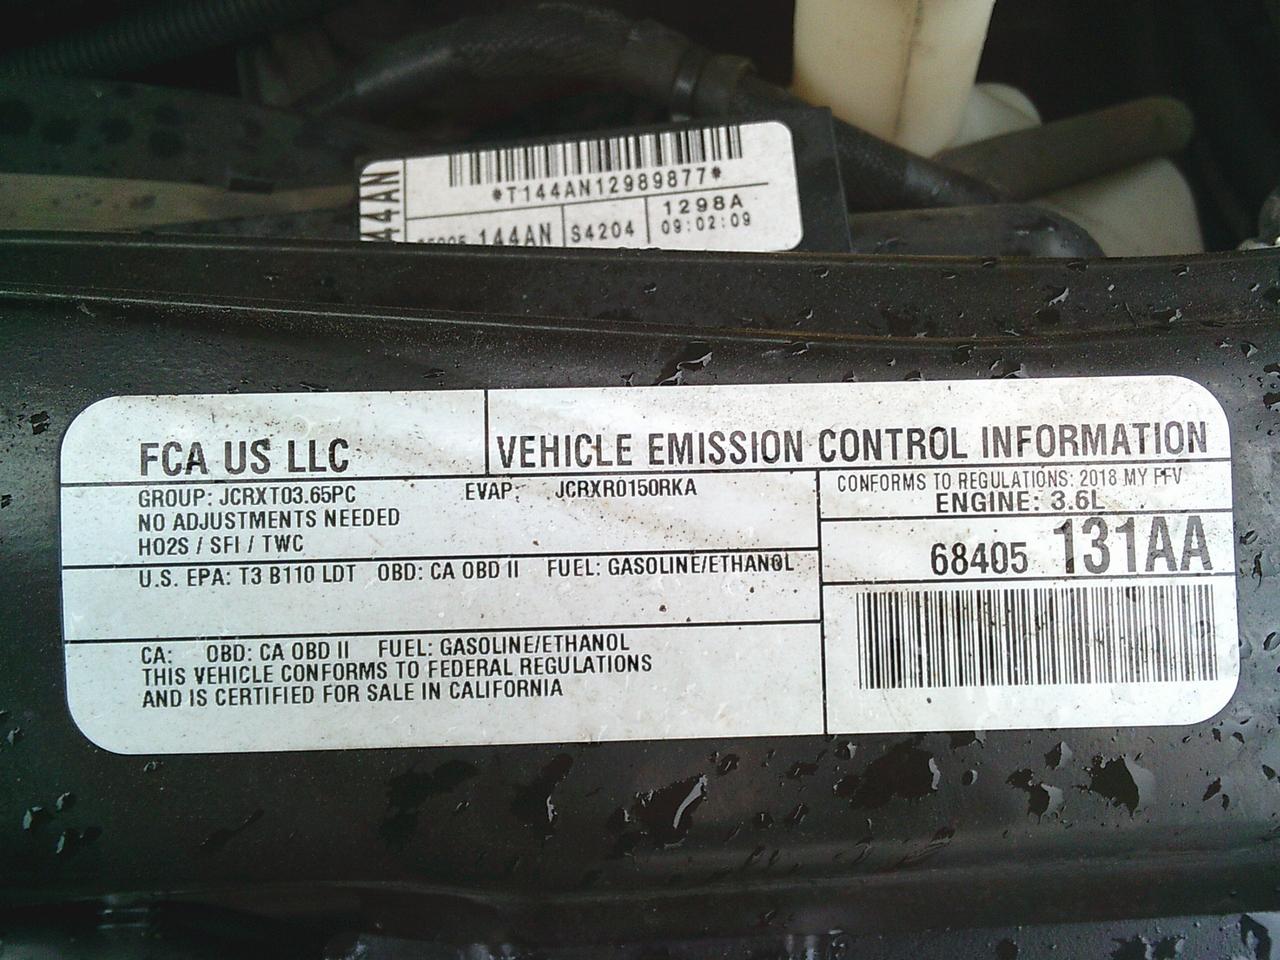 44AN
*T144AN12989877*
144AN S4204 1298A
09:02:09
FCA US LLC VEHICLE EMISSION CONTROL INFORMATION
GROUP: JCRXT03.65PC EVAP: JCRXR0150RKA
NO ADJUSTMENTS NEEDED
HO2S / SFI / TWC
CONFORMS TO REGULATIONS: 2018 MY FFV
ENGINE: 3.6L
68405 131AA
U.S. EPA: T3 B110 LDT OBD: CA OBD II FUEL: GASOLINE/ETHANOL
CA: OBD: CA OBD II FUEL: GASOLINE/ETHANOL
THIS VEHICLE CONFORMS TO FEDERAL REGULATIONS
AND IS CERTIFIED FOR SALE IN CALIFORNIA